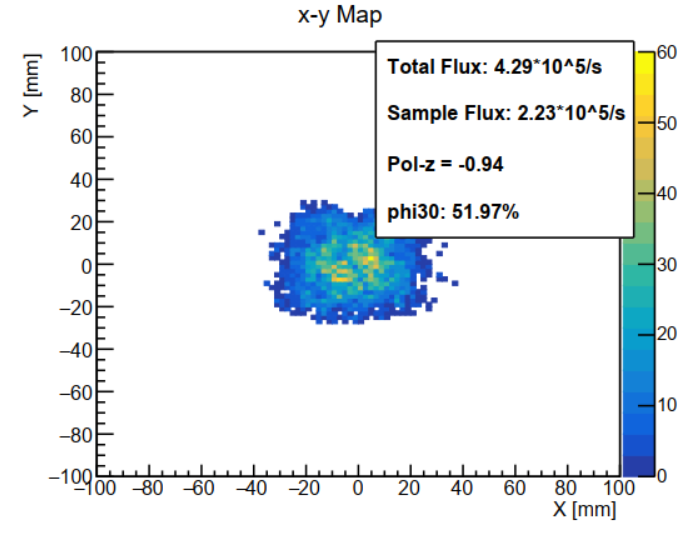 x-y Map
Y [mm]
100
80
60
40
20
0
−20
−40
−60
−80
−100
Total Flux: 4.29*10^5/s
Sample Flux: 2.23*10^5/s
Pol-z = -0.94
phi30: 51.97%
60
50
40
30
20
10
0
−100 −80 −60 −40 −20 0 20 40 60 80 100
X [mm]